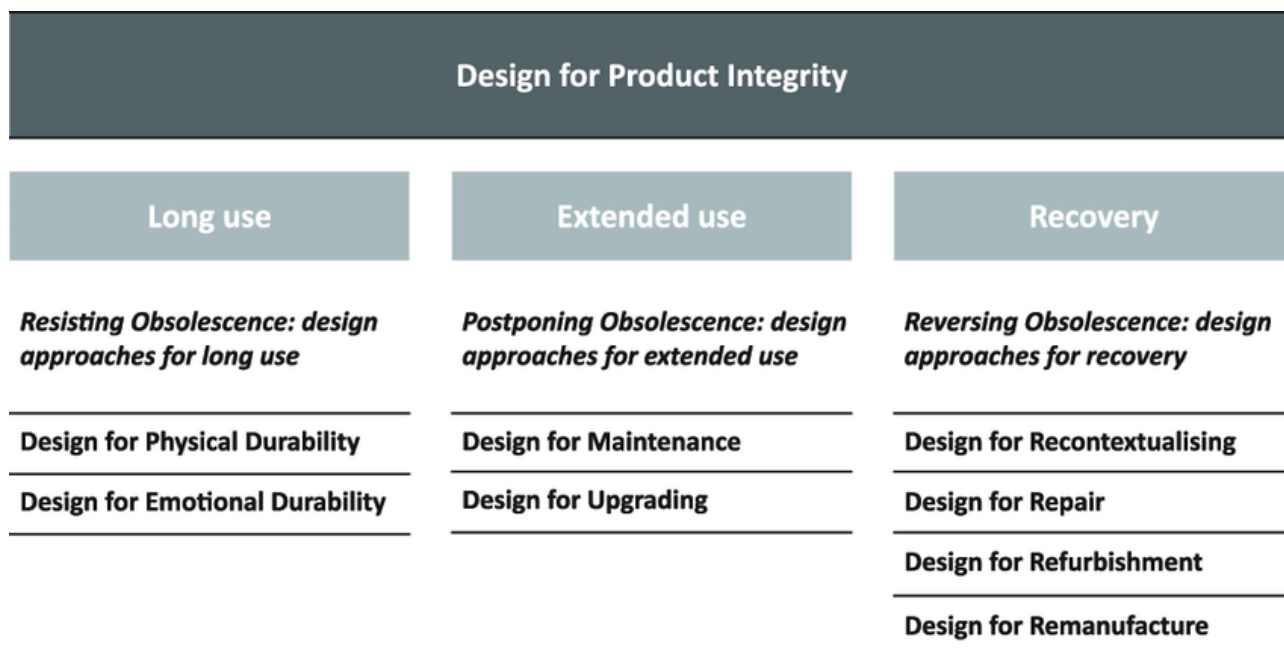 Design for Product Integrity
Long use
Resisting Obsolescence: design
approaches for long use
Design for Physical Durability
Design for Emotional Durability
Extended use
Postponing Obsolescence: design
approaches for extended use
Design for Maintenance
Design for Upgrading
Recovery
Reversing Obsolescence: design
approaches for recovery
Design for Recontextualising
Design for Repair
Design for Refurbishment
Design for Remanufacture